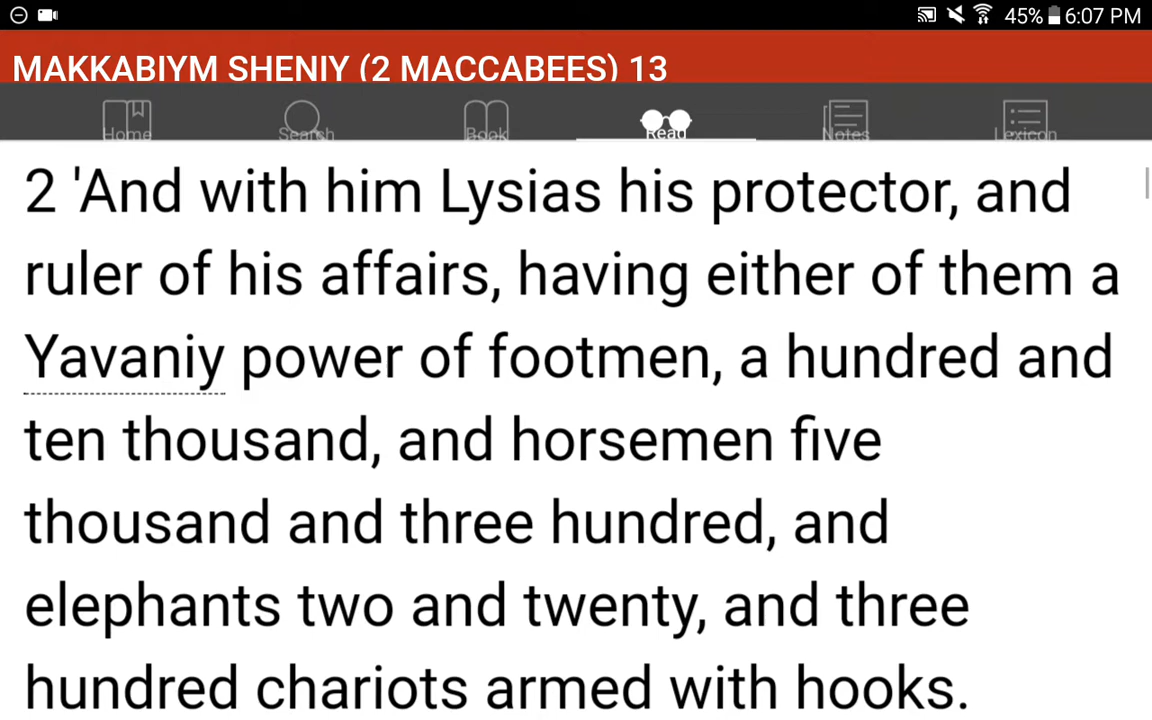 45% 6:07 PM
MAKKABIYM SHENIY (2 MACCABEES) 13
Home Search Book Read Notes Lexicon
2 'And with him Lysias his protector, and
ruler of his affairs, having either of them a
Yavaniy power of footmen, a hundred and
ten thousand, and horsemen five
thousand and three hundred, and
elephants two and twenty, and three
hundred chariots armed with hooks.